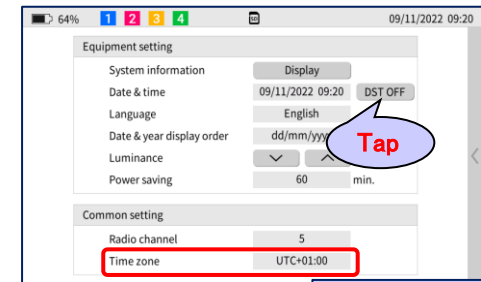 64% 1 2 3 4 SD 09/11/2022 09:20
Equipment setting
System information Display
Date & time 09/11/2022 09:20 DST OFF
Language English
Date & year display order dd/mm/yyy
Tap
Luminance
Power saving 60 min.
Common setting
Radio channel 5
Time zone UTC+01:00